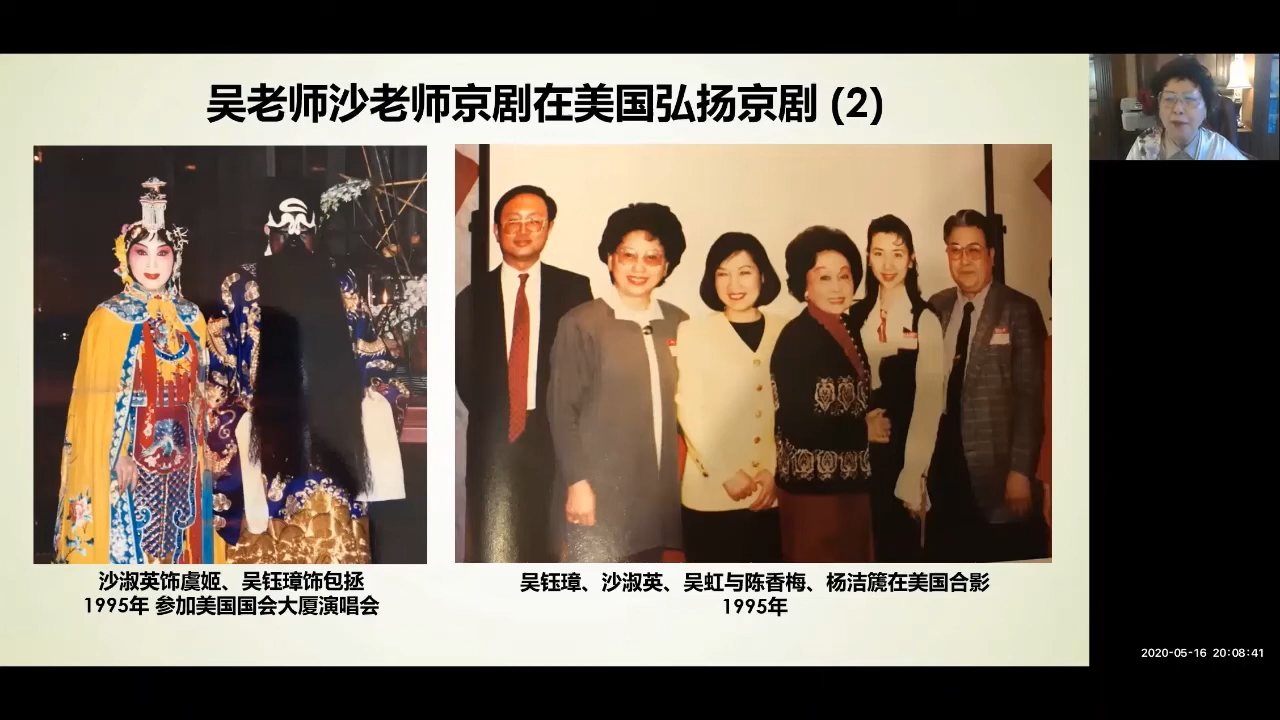 吴老师沙老师京剧在美国弘扬京剧 (2)
沙淑英饰虞姬、吴钰璋饰包拯
1995年 参加美国国会大厦演唱会
吴钰璋、沙淑英、吴虹与陈香梅、杨洁篪在美国合影
1995年
2020-05-16 20:08:41